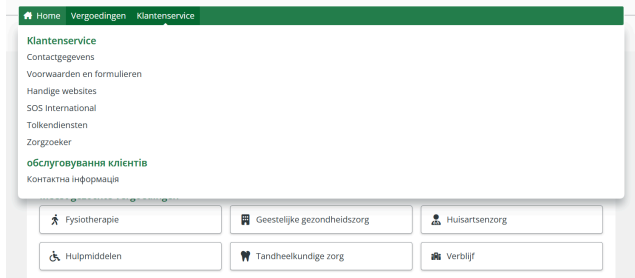 Home Vergoedingen Klantenservice
Klantenservice
Contactgegevens
Voorwaarden en formulieren
Handige websites
SOS International
Tolkendiensten
Zorgzoeker
обслуговування клієнтів
Контактна інформація
Fysiotherapie Geestelijke gezondheidszorg Huisartsenzorg
Hulpmiddelen Tandheelkundige zorg Verblijf